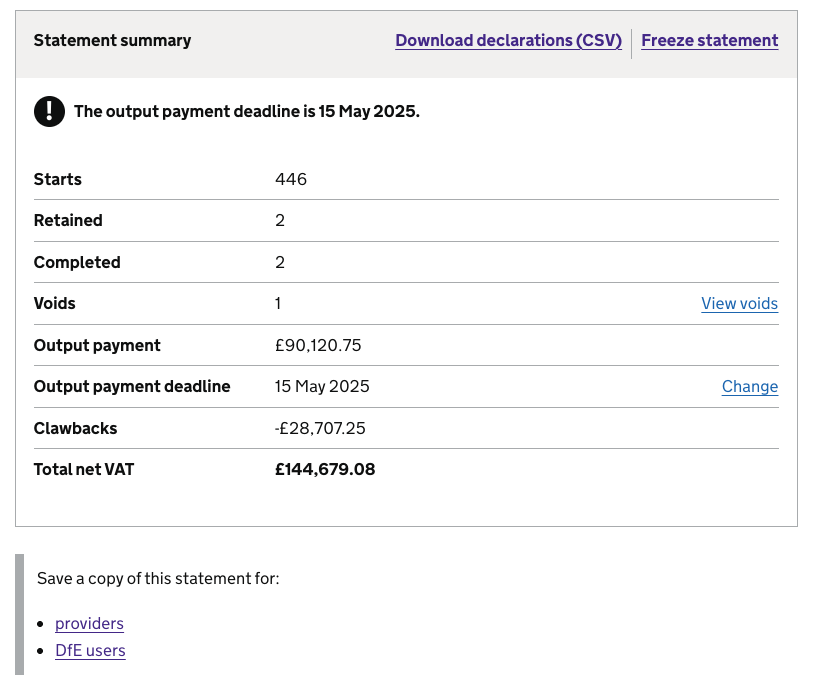 Statement summary
Download declarations (CSV)
Freeze statement
! The output payment deadline is 15 May 2025.
Starts 446
Retained 2
Completed 2
Voids 1 View voids
Output payment £90,120.75
Output payment deadline 15 May 2025 Change
Clawbacks -£28,707.25
Total net VAT £144,679.08
Save a copy of this statement for:
• providers
• DfE users